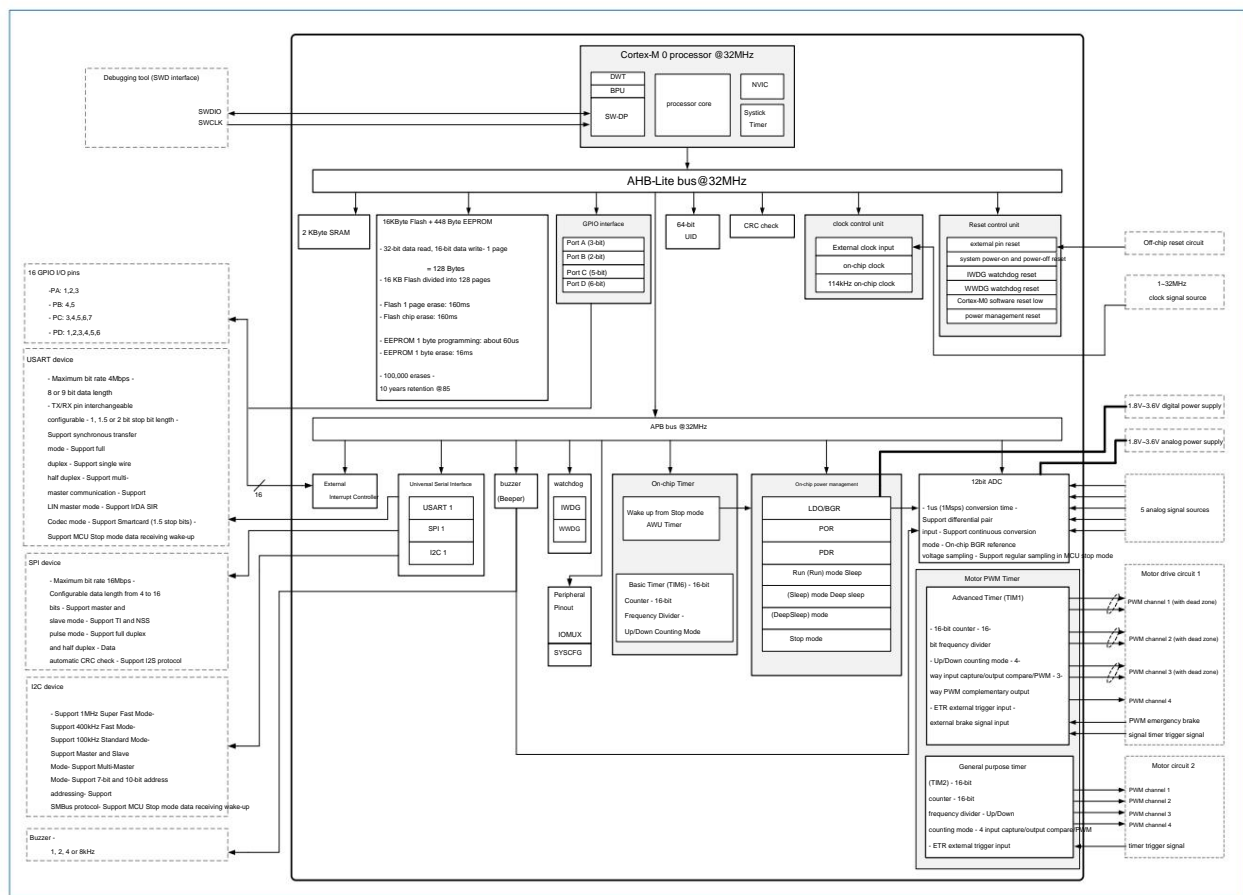 Cortex-M 0 processor @32MHz
DWT
BPU
SW-DP
processor core
NVIC
Systick
Timer
Debugging tool (SWD interface)
SWDIO
SWCLK
AHB-Lite bus@32MHz
2 KByte SRAM
16KByte Flash + 448 Byte EEPROM
- 32-bit data read, 16-bit data write- 1 page
= 128 Bytes
- 16 KB Flash divided into 128 pages
- Flash 1 page erase: 160ms
- Flash chip erase: 160ms
- EEPROM 1 byte programming: about 60us
- EEPROM 1 byte erase: 16ms
- 100,000 erases -
10 years retention @85
GPIO interface
Port A (3-bit)
Port B (2-bit)
Port C (5-bit)
Port D (6-bit)
64-bit
UID
CRC check
clock control unit
External clock input
on-chip clock
114kHz on-chip clock
Reset control unit
external pin reset
system power-on and power-off reset
IWDG watchdog reset
WWDG watchdog reset
Cortex-M0 software reset low
power management reset
Off-chip reset circuit
1~32MHz
clock signal source
16 GPIO I/O pins
-PA: 1,2,3
- PB: 4,5
- PC: 3,4,5,6,7
- PD: 1,2,3,4,5,6
USART device
- Maximum bit rate 4Mbps -
8 or 9 bit data length
- TX/RX pin interchangeable
configurable - 1, 1.5 or 2 bit stop bit length -
Support synchronous transfer
mode - Support full
duplex - Support single wire
half duplex - Support multi-
master communication - Support
LIN master mode - Support IrDA SIR
Codec mode - Support Smartcard (1.5 stop bits) -
Support MCU Stop mode data receiving wake-up
16
APB bus @32MHz
1.8V~3.6V digital power supply
1.8V~3.6V analog power supply
External
Interrupt Controller
Universal Serial Interface
USART 1
SPI 1
I2C 1
buzzer
(Beeper)
watchdog
IWDG
WWDG
On-chip Timer
Wake up from Stop mode
AWU Timer
Basic Timer (TIM6) - 16-bit
Counter - 16-bit
Frequency Divider -
Up/Down Counting Mode
On-chip power management
LDO/BGR
POR
PDR
Run (Run) mode Sleep
(Sleep) mode Deep sleep
(DeepSleep) mode
Stop mode
12bit ADC
- 1us (1Msps) conversion time -
Support differential pair
input - Support continuous conversion
mode - On-chip BGR reference
voltage sampling - Support regular sampling in MCU stop mode
5 analog signal sources
SPI device
- Maximum bit rate 16Mbps -
Configurable data length from 4 to 16
bits - Support master and
slave mode - Support TI and NSS
pulse mode - Support full duplex
and half duplex - Data
automatic CRC check - Support I2S protocol
Peripheral
Pinout
IOMUX
SYSCFG
Motor PWM Timer
Advanced Timer (TIM1)
- 16-bit counter - 16-
bit frequency divider
- Up/Down counting mode - 4-
way input capture/output compare/PWM - 3-
way PWM complementary output
- ETR external trigger input -
external brake signal input
Motor drive circuit 1
PWM channel 1 (with dead zone)
PWM channel 2 (with dead zone)
PWM channel 3 (with dead zone)
PWM channel 4
PWM emergency brake
signal timer trigger signal
I2C device
- Support 1MHz Super Fast Mode-
Support 400kHz Fast Mode-
Support 100kHz Standard Mode-
Support Master and Slave
Mode- Support Multi-Master
Mode- Support 7-bit and 10-bit address
addressing- Support
SMBus protocol- Support MCU Stop mode data receiving wake-up
General purpose timer
(TIM2) - 16-bit
counter - 16-bit
frequency divider - Up/Down
counting mode - 4 input capture/output compare/PWM
- ETR external trigger input
Motor circuit 2
PWM channel 1
PWM channel 2
PWM channel 3
PWM channel 4
timer trigger signal
Buzzer -
1, 2, 4 or 8kHz